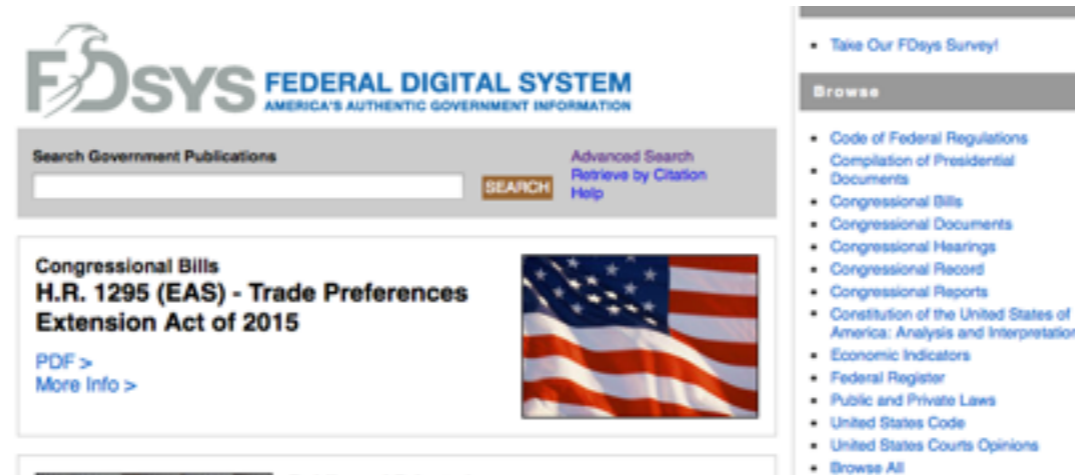 FDSYS FEDERAL DIGITAL SYSTEM
AMERICA'S AUTHENTIC GOVERNMENT INFORMATION
Search Government Publications
SEARCH
Advanced Search
Retrieve by Citation
Help
Congressional Bills
H.R. 1295 (EAS) - Trade Preferences
Extension Act of 2015
PDF >
More Info >
Take Our FDsys Survey!
Browse
Code of Federal Regulations
Compilation of Presidential
Documents
Congressional Bills
Congressional Documents
Congressional Hearings
Congressional Record
Congressional Reports
Constitution of the United States of
America: Analysis and Interpretation
Economic Indicators
Federal Register
Public and Private Laws
United States Code
United States Courts Opinions
Browse All